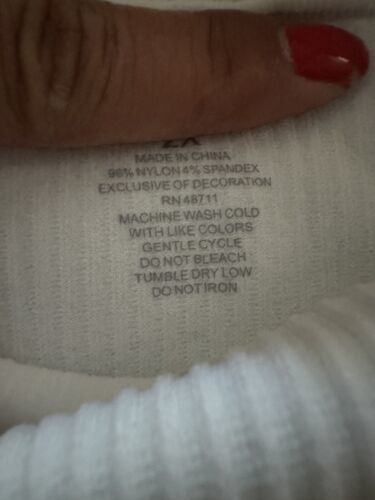 2X
MADE IN CHINA
96% NYLON 4% SPANDEX
EXCLUSIVE OF DECORATION
RN 48711
MACHINE WASH COLD
WITH LIKE COLORS
GENTLE CYCLE
DO NOT BLEACH
TUMBLE DRY LOW
DO NOT IRON